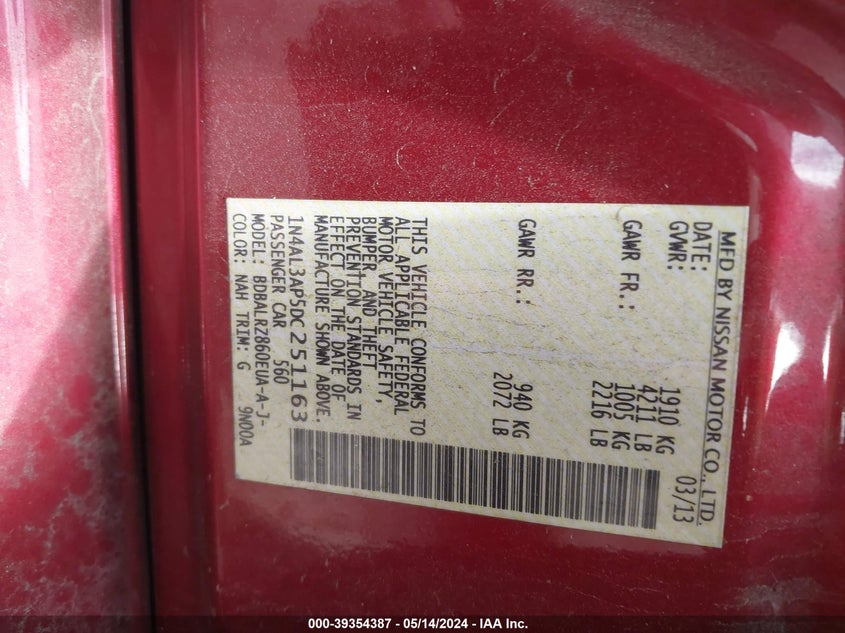 MFD BY NISSAN MOTOR CO., LTD.
DATE: 03/13
GVWR: 1910 KG
4211 LB
GAWR FR.: 1005 KG
2216 LB
GAWR RR.: 940 KG
2072 LB
THIS VEHICLE CONFORMS TO
ALL APPLICABLE FEDERAL
MOTOR VEHICLE SAFETY,
BUMPER, AND THEFT
PREVENTION STANDARDS IN
EFFECT ON THE DATE OF
MANUFACTURE SHOWN ABOVE.
1N4AL3AP5DC251163
PASSENGER CAR 560
MODEL: BDBALRZ860EUA-A-J-
COLOR: NAH TRIM: G 9N00A
000-39354387 - 05/14/2024 - IAA Inc.